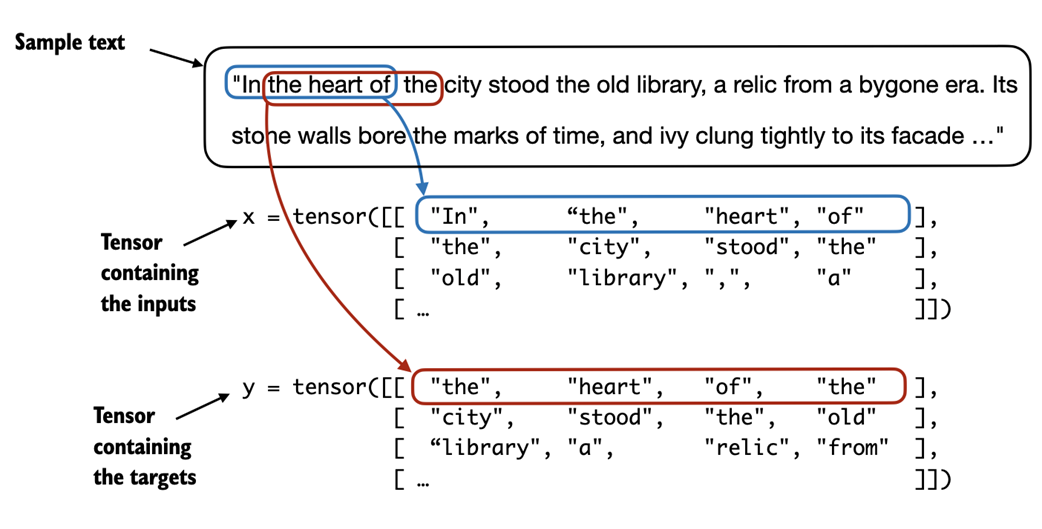 Sample text
"In the heart of the city stood the old library, a relic from a bygone era. Its
stone walls bore the marks of time, and ivy clung tightly to its facade …"
x = tensor([[ "In", “the", "heart", "of" ],
[ "the", "city", "stood", "the" ],
[ "old", "library", ",", "a" ],
[ … ]])
Tensor
containing
the inputs
y = tensor([[ "the", "heart", "of", "the" ],
[ "city", "stood", "the", "old" ],
[ “library", "a", "relic", "from" ],
[ … ]])
Tensor
containing
the targets